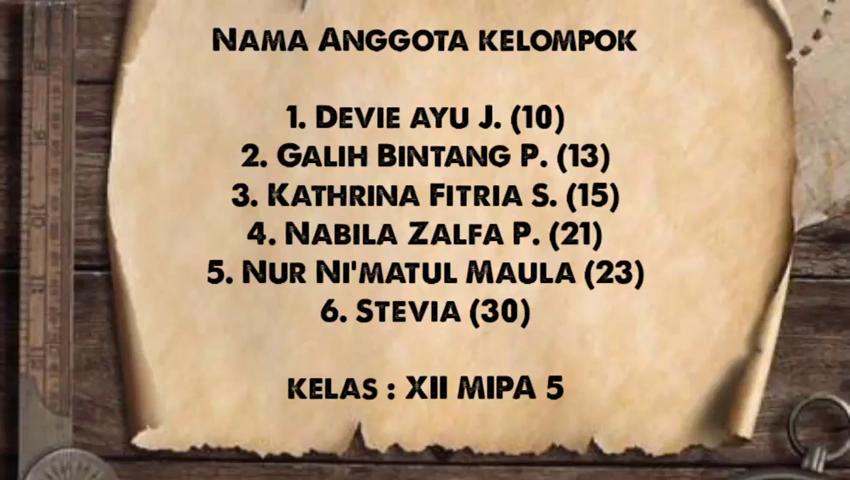 Nama Anggota kelompok
1. Devie ayu J. (10)
2. Galih Bintang P. (13)
3. Kathrina Fitria S. (15)
4. Nabila Zalfa P. (21)
5. Nur Ni'matul Maula (23)
6. Stevia (30)
kelas : XII MIPA 5